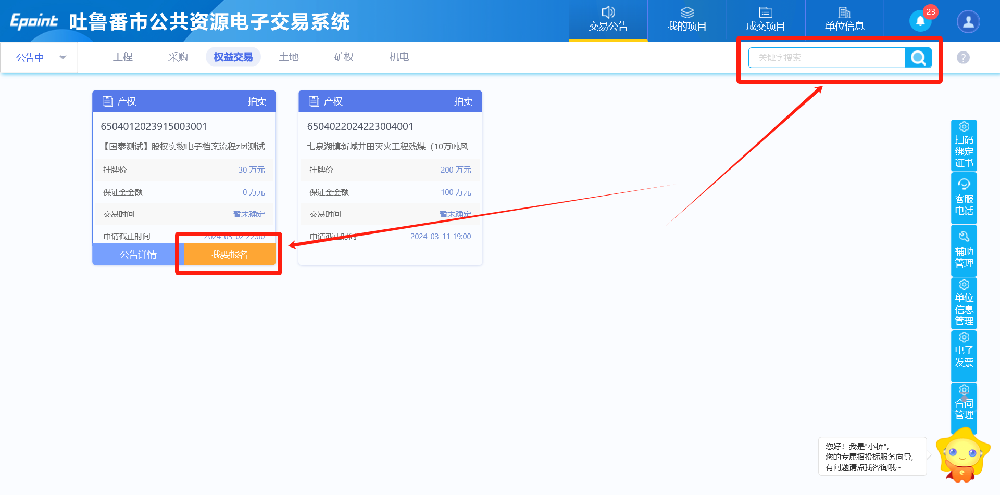 Epoint 吐鲁番市公共资源电子交易系统
交易公告
我的项目
成交项目
单位信息
23
公告中
工程
采购
权益交易
土地
矿权
机电
关键字搜索
?
产权 拍卖
6504012023915003001
【国泰测试】股权实物电子档案流程zlzl测试
挂牌价 30 万元
保证金金额 0 万元
交易时间 暂未确定
申请截止时间 2024-03-02 22:00
公告详情 我要报名
产权 拍卖
6504022024223004001
七泉湖镇新域井田灭火工程残煤（10万吨风
挂牌价 200 万元
保证金金额 100 万元
交易时间 暂未确定
申请截止时间 2024-03-11 19:00
扫码
绑定
证书
客服
电话
辅助
管理
单位
信息
管理
电子
发票
合同
管理
您好！我是"小桥",
您的专属招投标服务向导,
有问题请点我咨询哦~